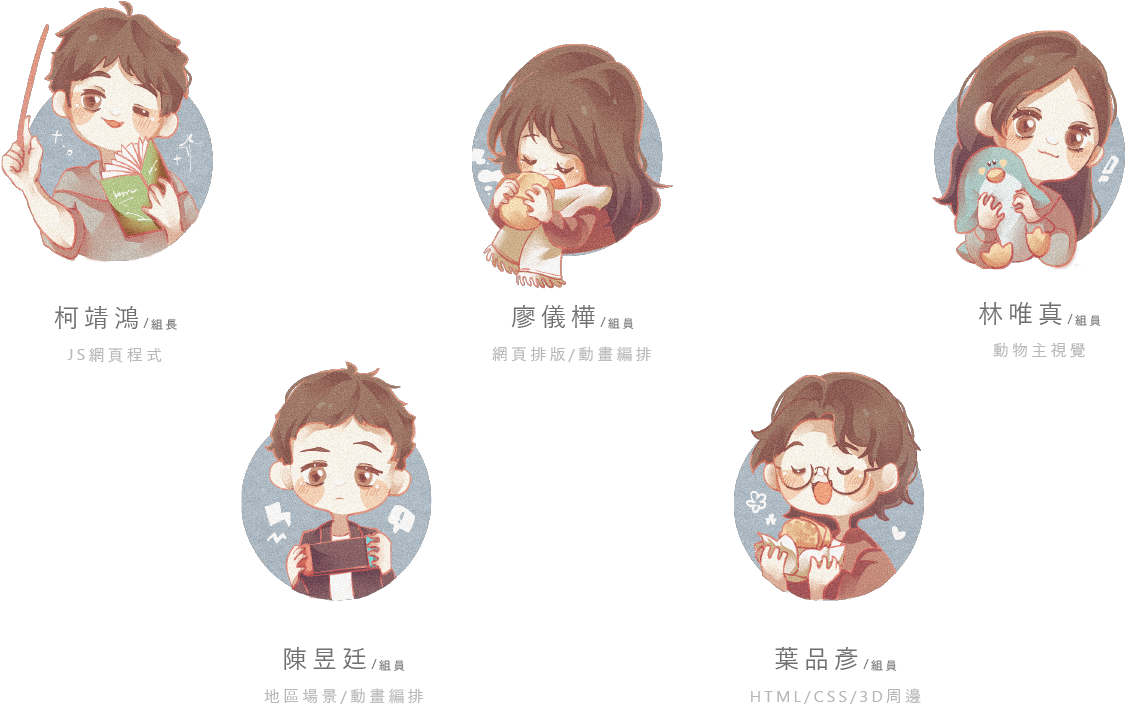 柯靖鴻/組長
JS網頁程式
廖儀樺/組員
網頁排版/動畫編排
林唯真/組員
動物主視覺
陳昱廷/組員
地區場景/動畫編排
葉品彥/組員
HTML/CSS/3D周邊